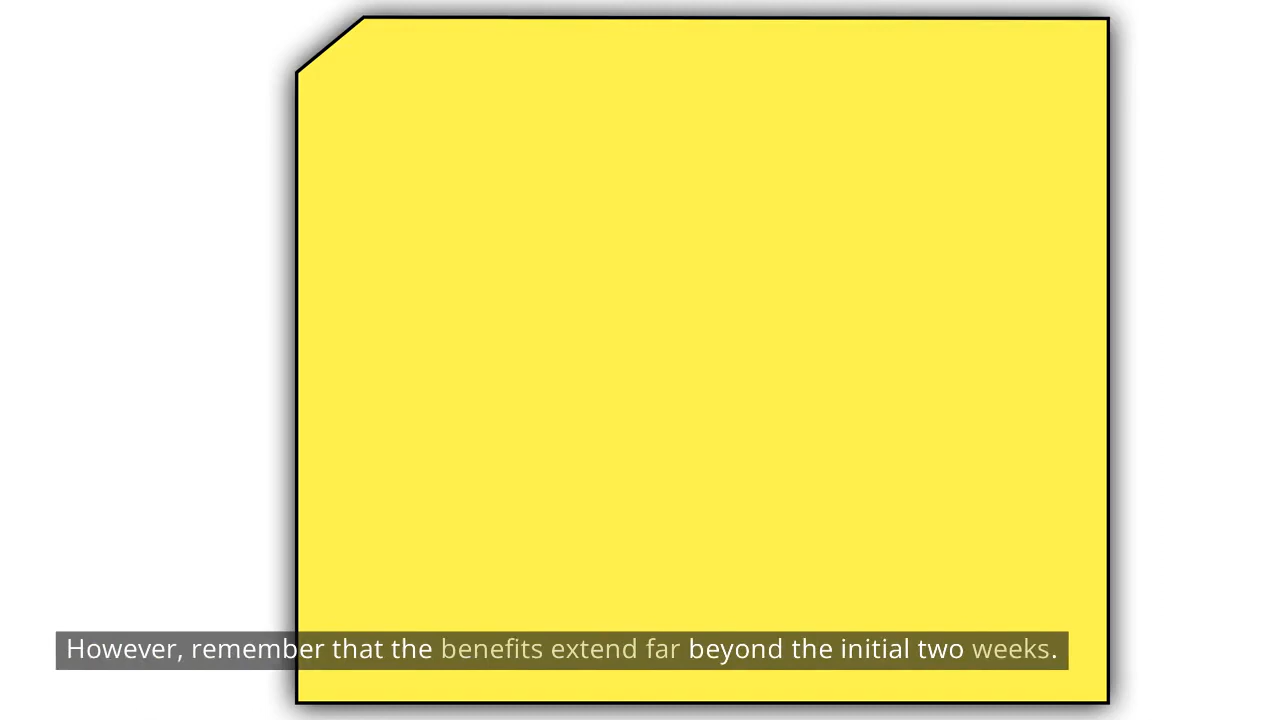 However, remember that the benefits extend far beyond the initial two weeks.